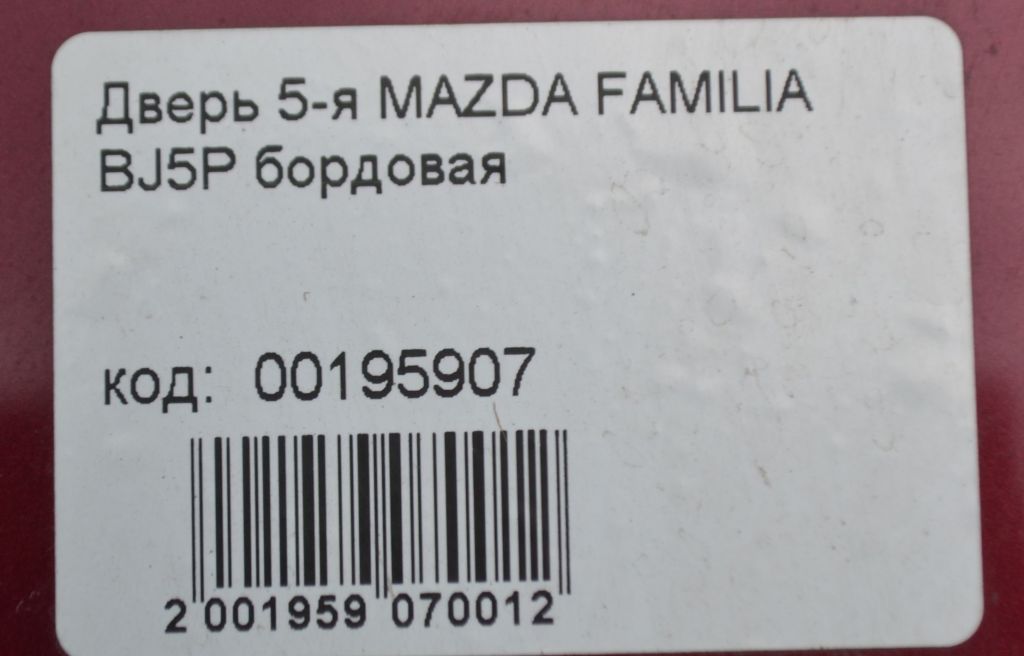 Дверь 5-я MAZDA FAMILIA
BJ5P бордовая
код: 00195907
2 001959 070012